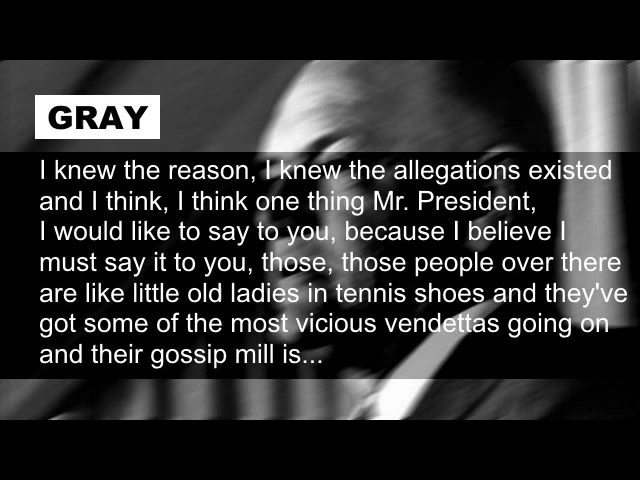 GRAY
I knew the reason, I knew the allegations existed
and I think, I think one thing Mr. President,
I would like to say to you, because I believe I
must say it to you, those, those people over there
are like little old ladies in tennis shoes and they've
got some of the most vicious vendettas going on
and their gossip mill is...